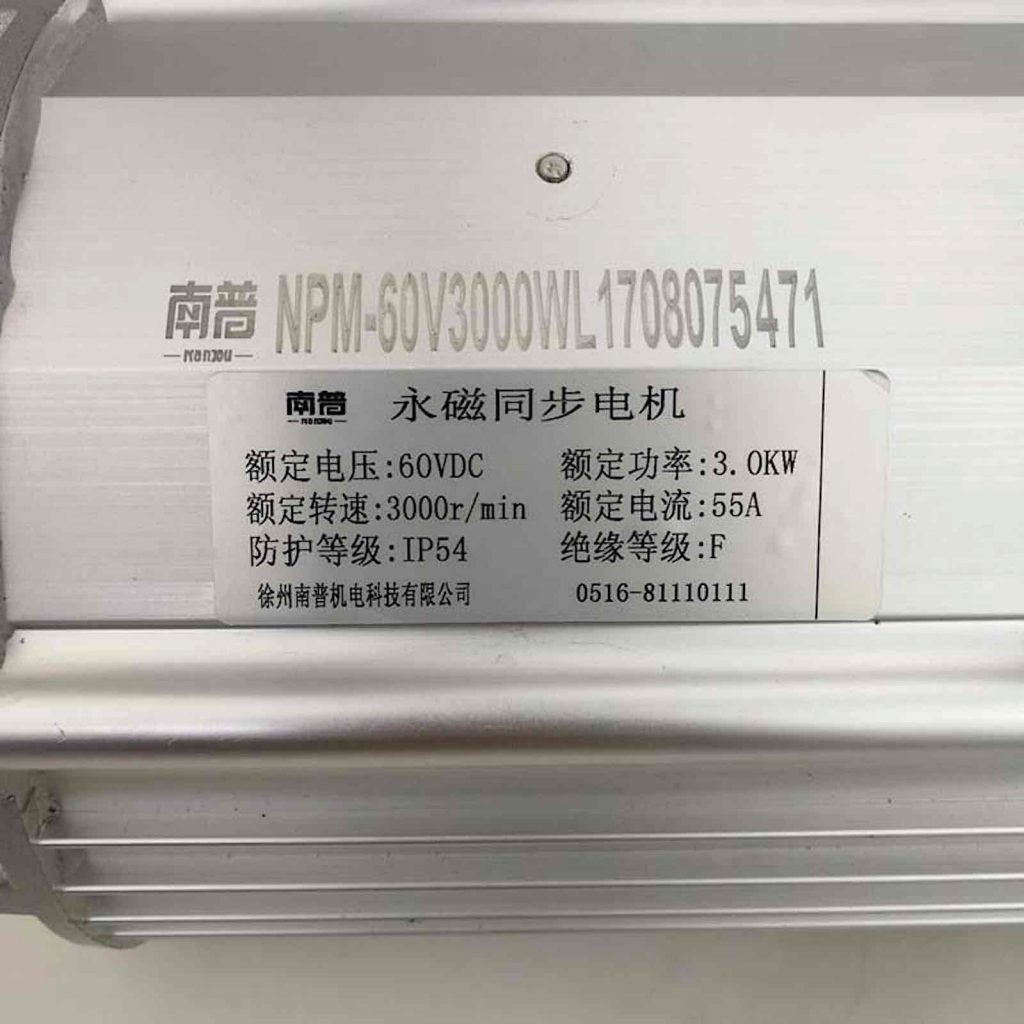 南普 NPM-60V3000WL1708075471
NANPU
南普 永磁同步电机
额定电压:60VDC 额定功率:3.0KW
额定转速:3000r/min 额定电流:55A
防护等级:IP54 绝缘等级:F
徐州南普机电科技有限公司 0516-81110111